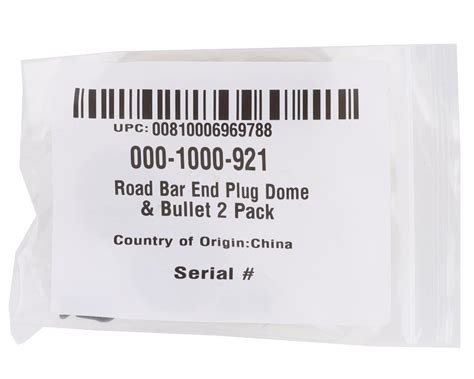 UPC: 00810006969788
000-1000-921
Road Bar End Plug Dome
& Bullet 2 Pack
Country of Origin:China
Serial #